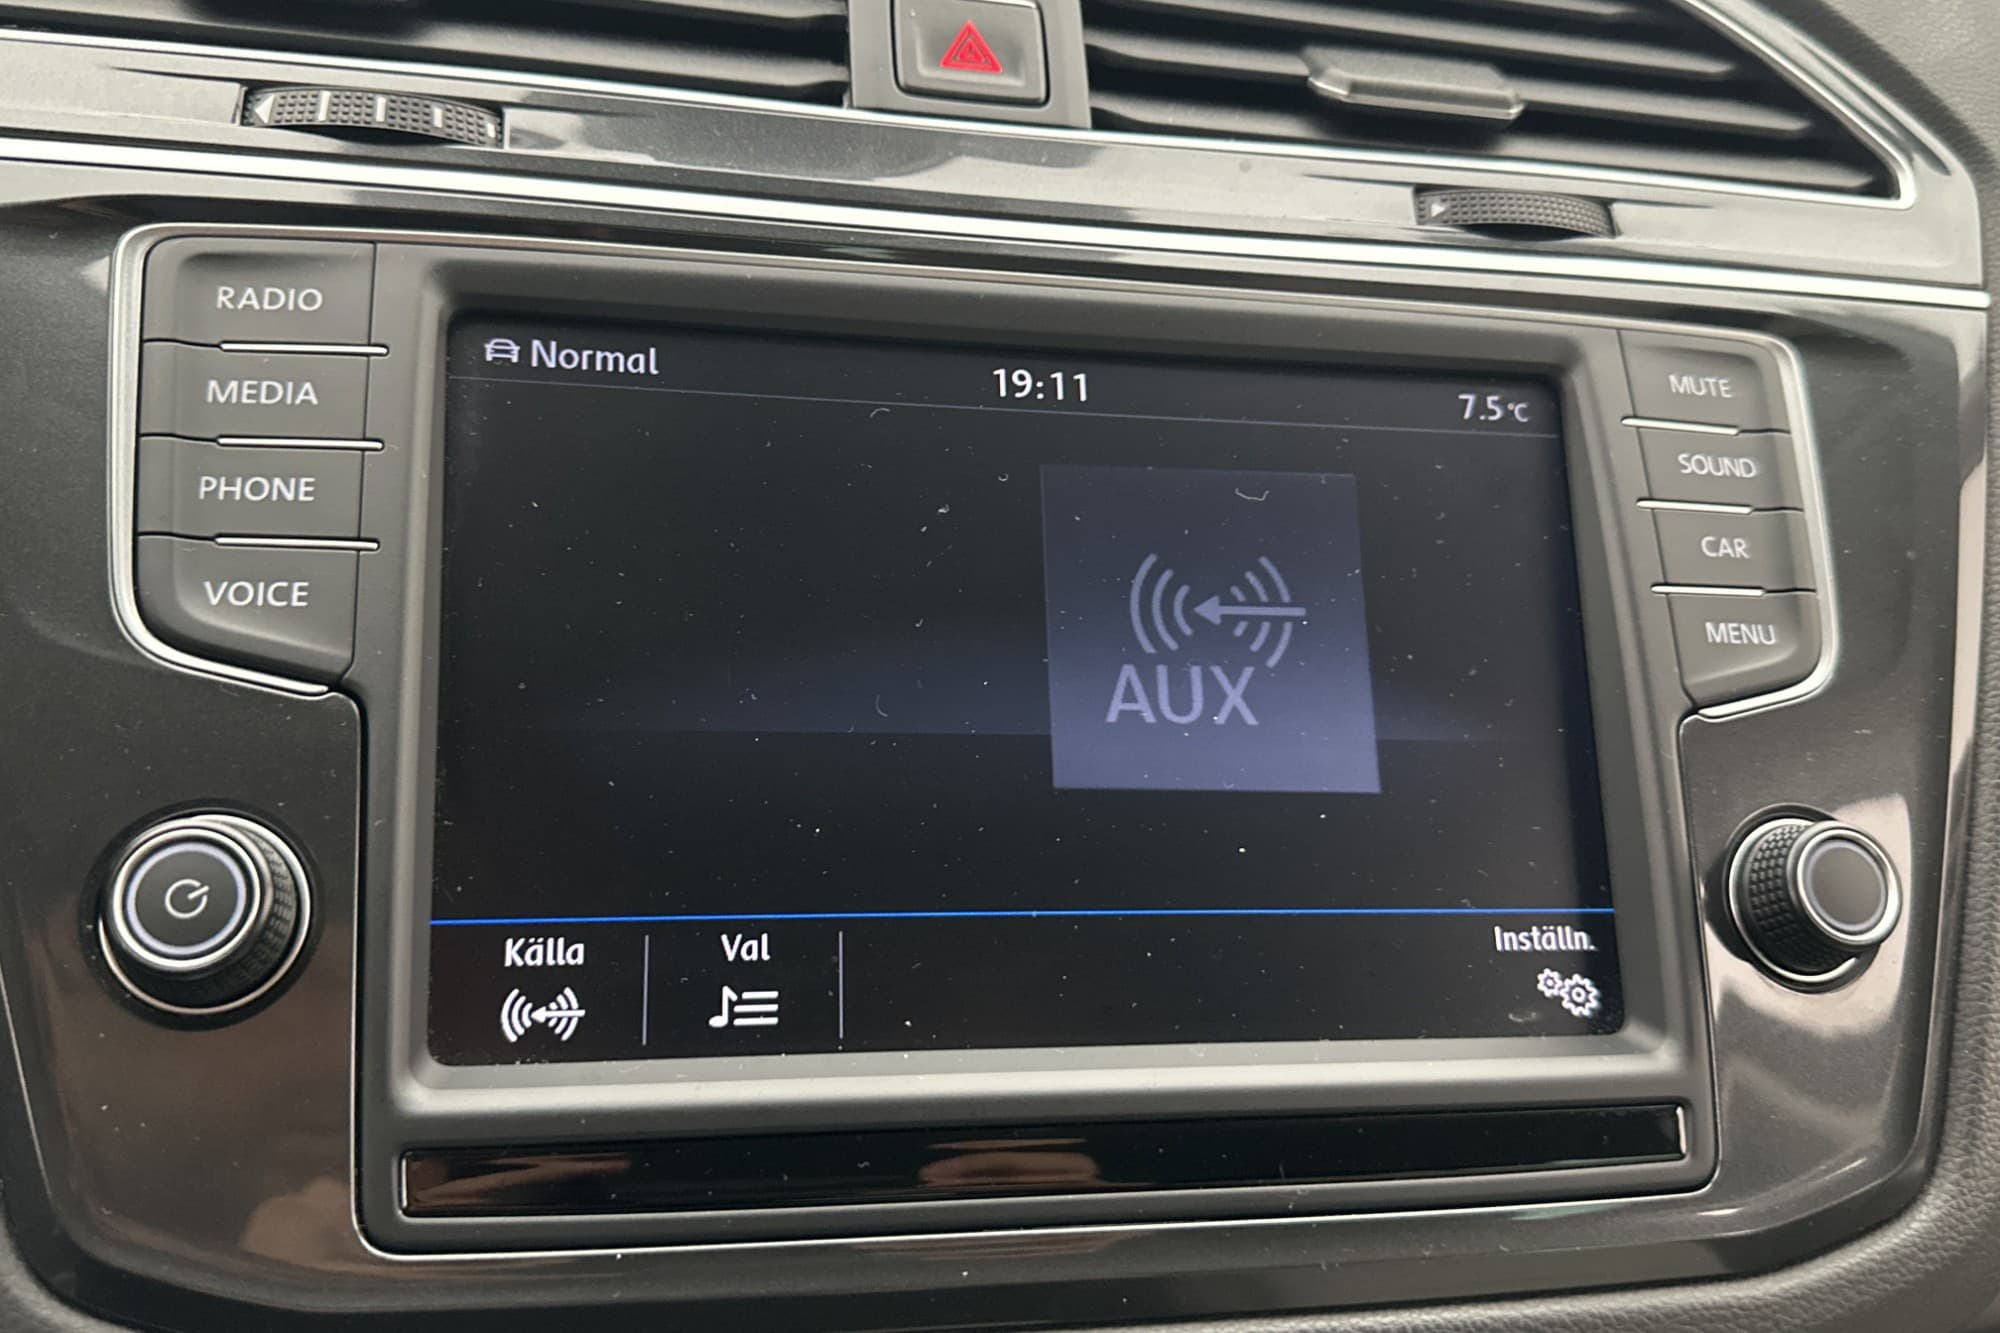 RADIO
MEDIA
PHONE
VOICE
Normal
19:11
7.5°C
AUX
Källa
Val
Inställn.
MUTE
SOUND
CAR
MENU